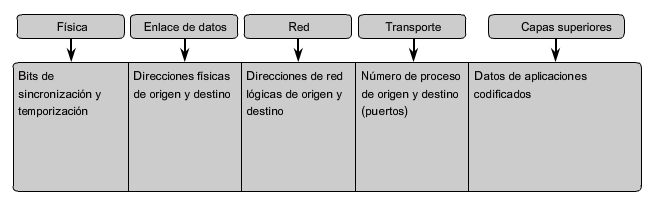 Física
Enlace de datos
Red
Transporte
Capas superiores
Bits de
sincronización y
temporización
Direcciones físicas
de origen y destino
Direcciones de red
lógicas de origen y
destino
Número de proceso
de origen y destino
(puertos)
Datos de aplicaciones
codificados